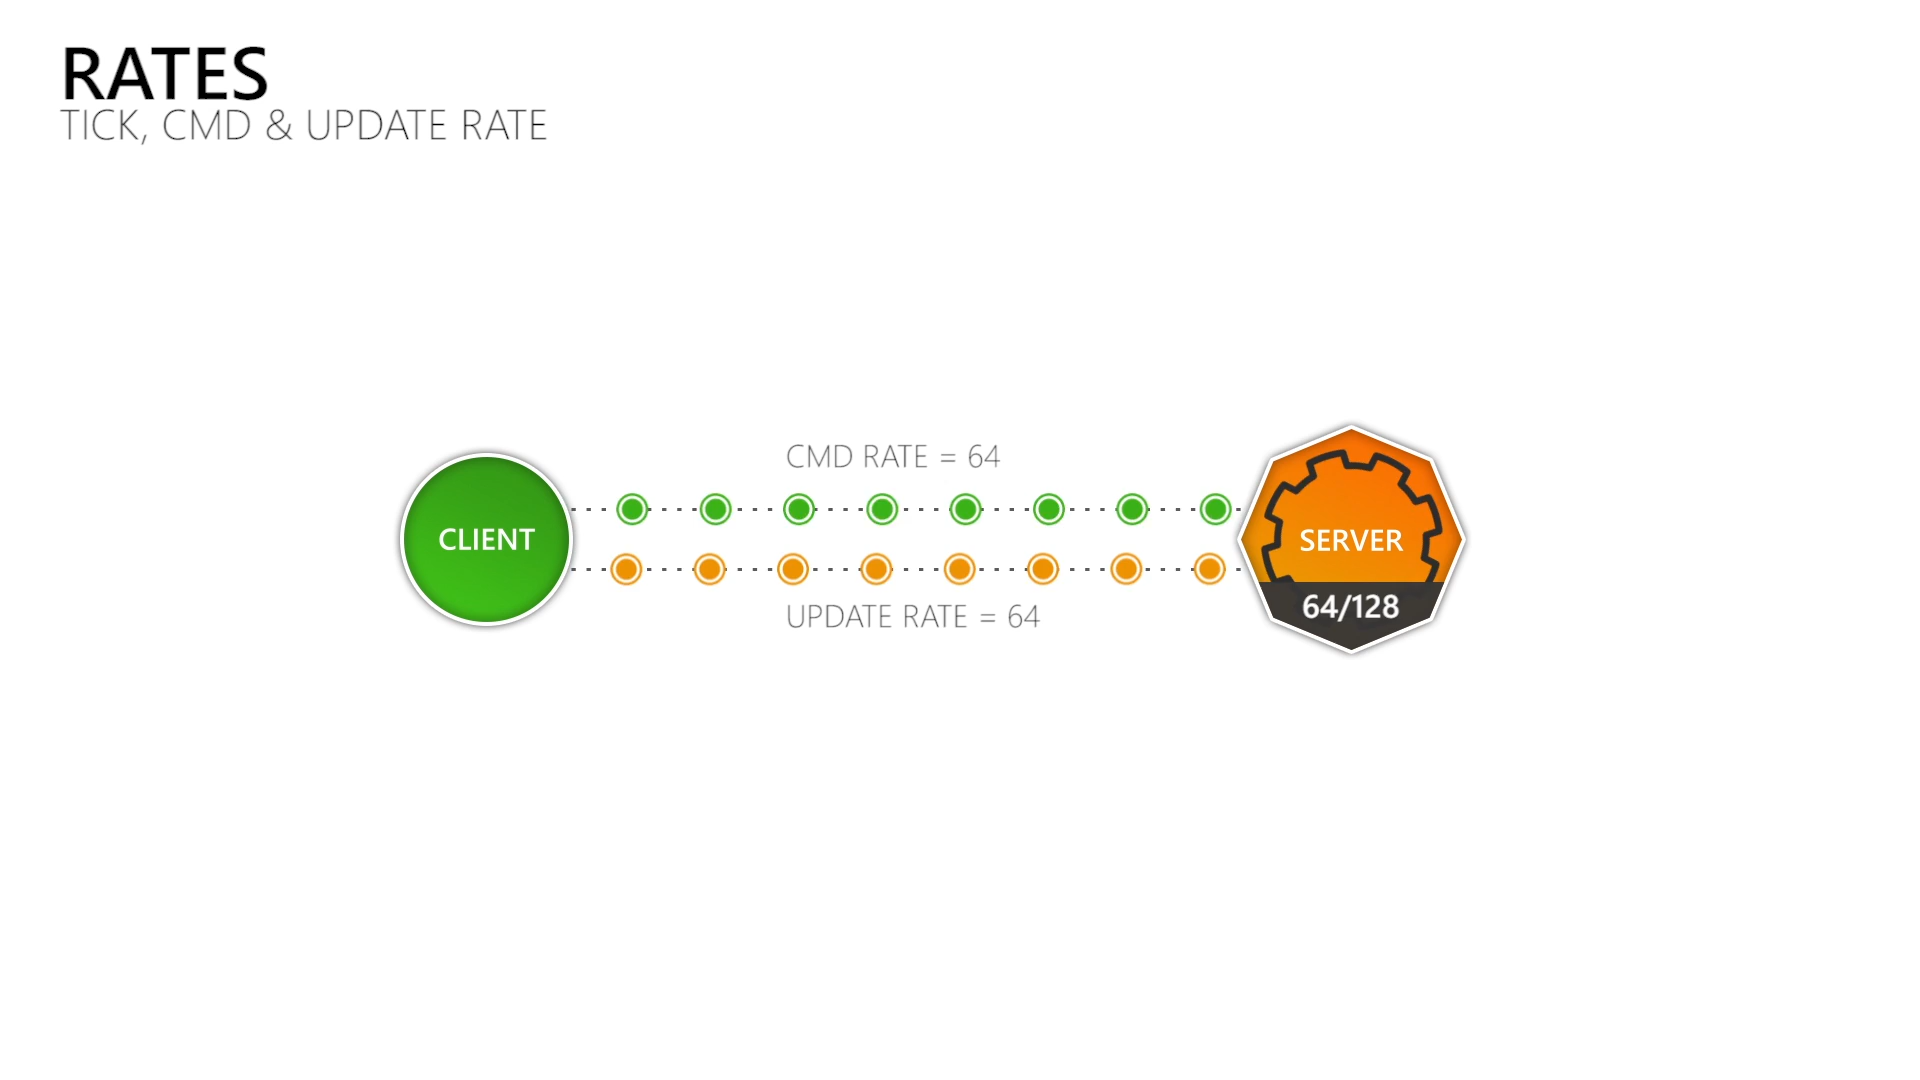 RATES
TICK, CMD & UPDATE RATE
CMD RATE = 64
CLIENT
SERVER
64/128
UPDATE RATE = 64